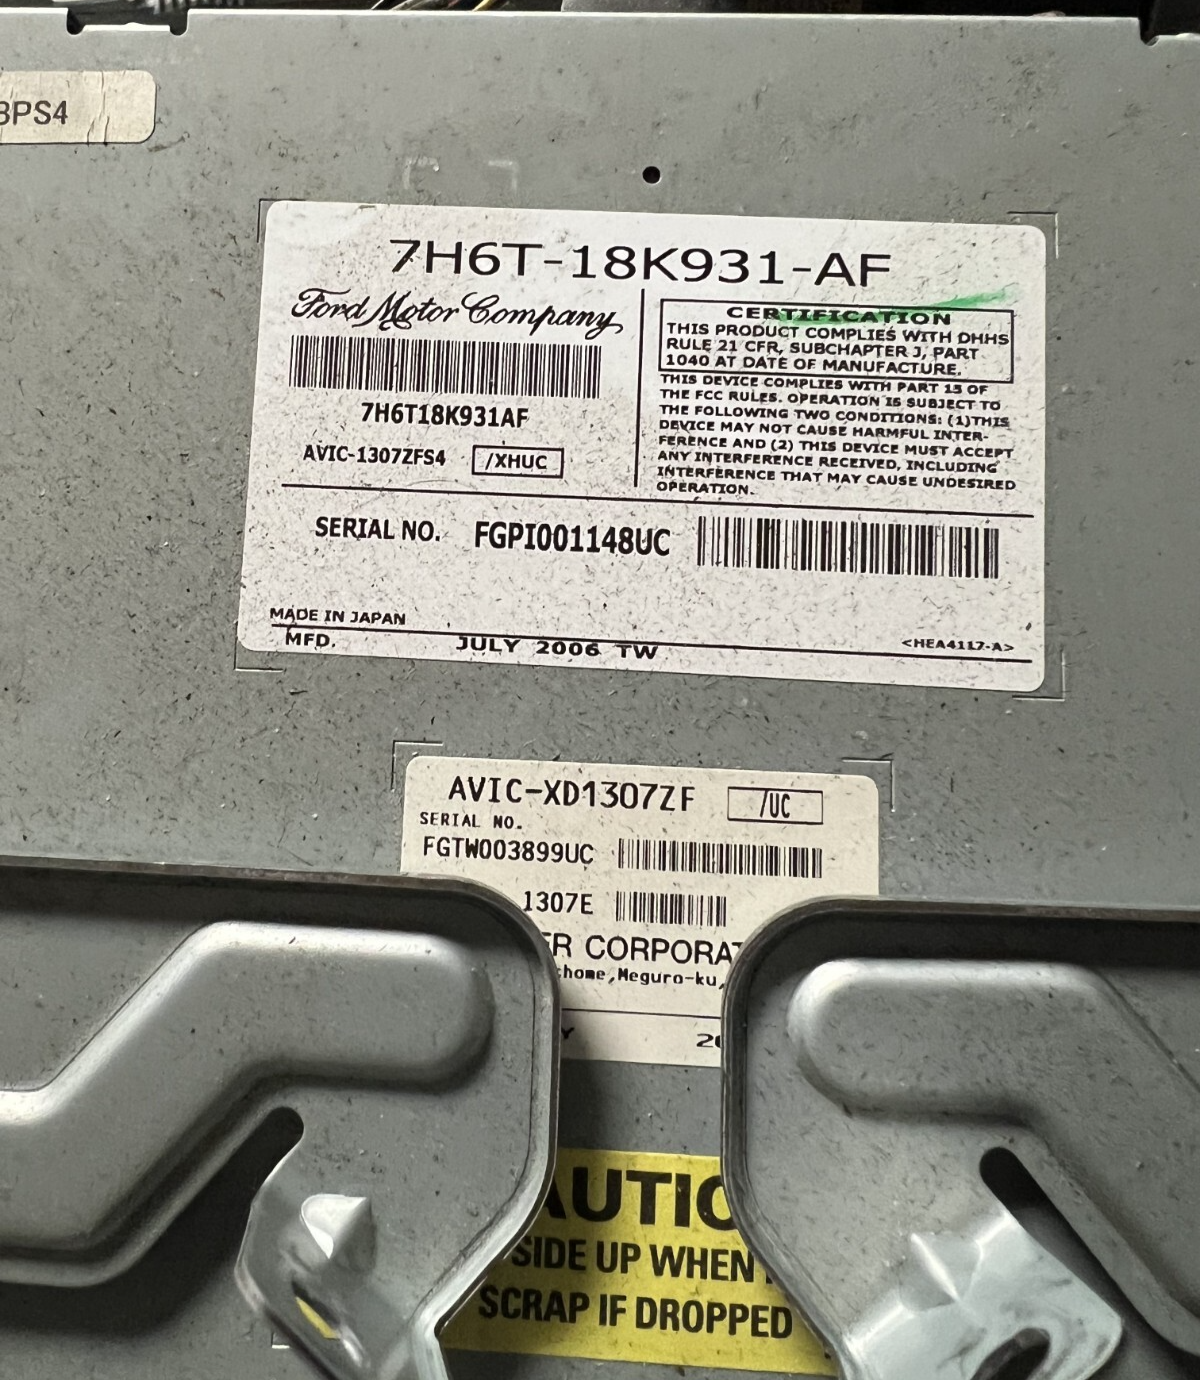 BPS4
7H6T-18K931-AF
Ford Motor Company
7H6T18K931AF
AVIC-1307ZFS4 /XHUC
CERTIFICATION
THIS PRODUCT COMPLIES WITH DHHS
RULE 21 CFR, SUBCHAPTER J, PART
1040 AT DATE OF MANUFACTURE.
THIS DEVICE COMPLIES WITH PART 15 OF
THE FCC RULES. OPERATION IS SUBJECT TO
THE FOLLOWING TWO CONDITIONS: (1)THIS
DEVICE MAY NOT CAUSE HARMFUL INTER-
FERENCE AND (2) THIS DEVICE MUST ACCEPT
ANY INTERFERENCE RECEIVED, INCLUDING
INTERFERENCE THAT MAY CAUSE UNDESIRED
OPERATION.
SERIAL NO. FGPI001148UC
MADE IN JAPAN
MFD. JULY 2006 TW <HEA4117-A>
AVIC-XD1307ZF /UC
SERIAL NO.
FGTW003899UC
1307E
ER CORPORAT
chome,Meguro-ku,
Y 20
AUTIO
SIDE UP WHEN
SCRAP IF DROPPED